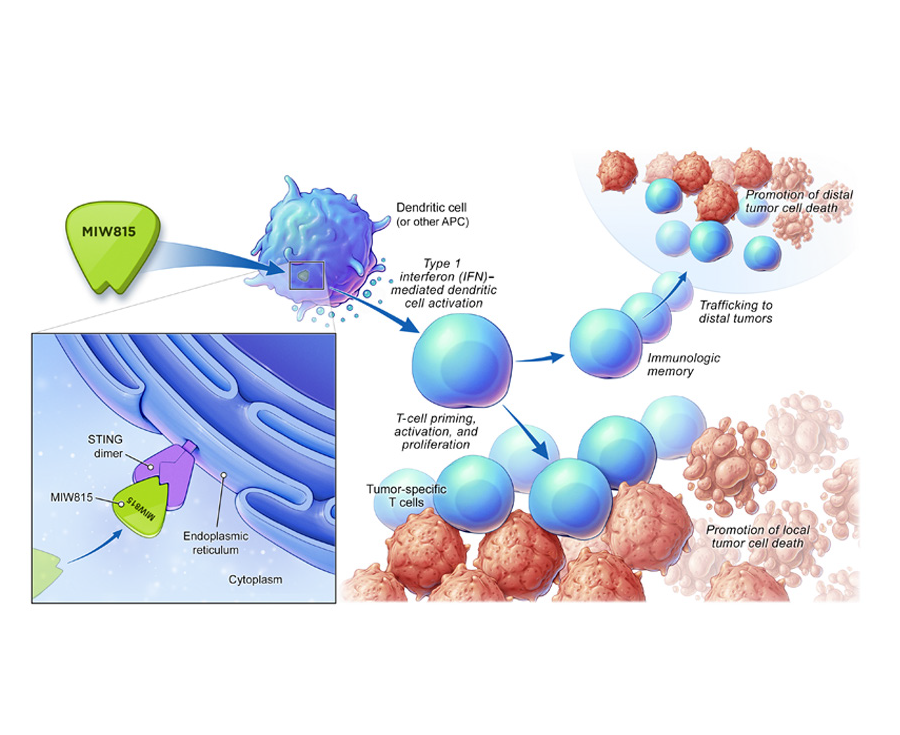 MIW815
Dendritic cell
(or other APC)
Type 1
interferon (IFN)–
mediated dendritic
cell activation
Promotion of distal
tumor cell death
Trafficking to
distal tumors
Immunologic
memory
T-cell priming,
activation, and
proliferation
STING
dimer
MIW815
MIW815
Endoplasmic
reticulum
Cytoplasm
Tumor-specific
T cells
Promotion of local
tumor cell death